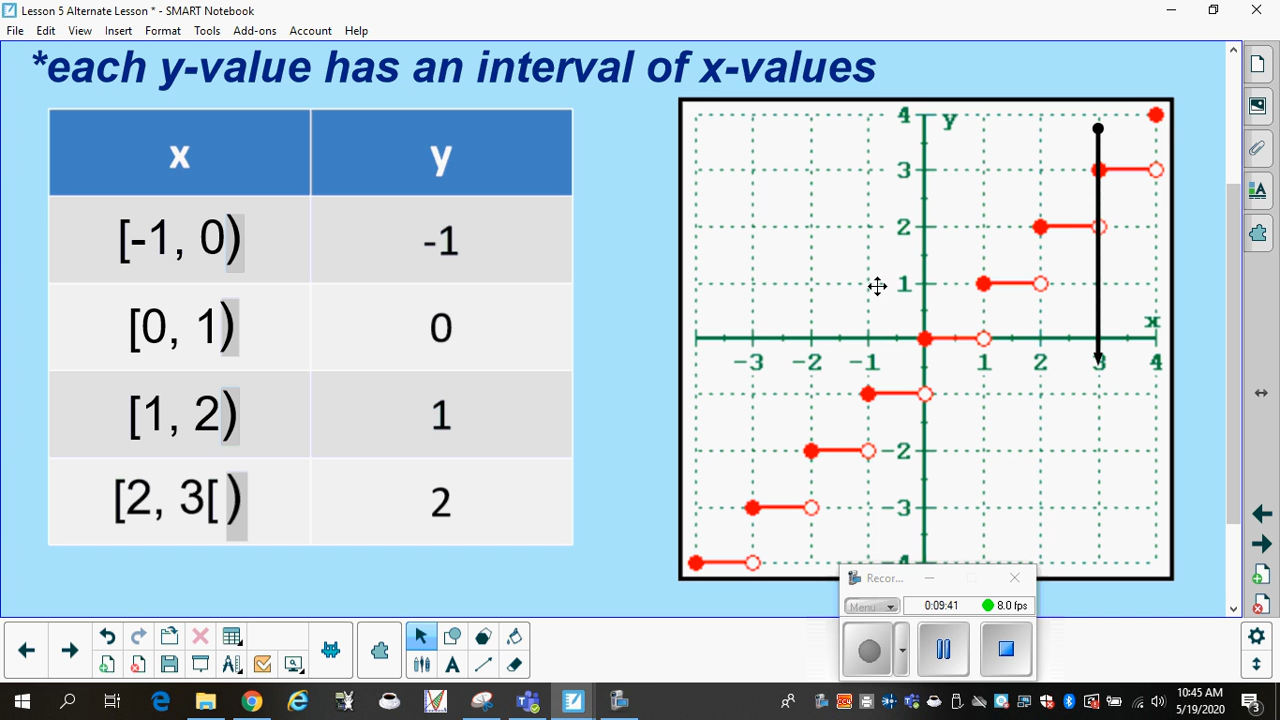 Lesson 5 Alternate Lesson * - SMART Notebook
File Edit View Insert Format Tools Add-ons Account Help
*each y-value has an interval of x-values
x y
[-1, 0) -1
[0, 1) 0
[1, 2) 1
[2, 3[ ) 2
4 y
3
2
1
x
-3 -2 -1 1 2 3 4
-2
-3
-4
Recor...
Menu 0:09:41 8.0 fps
10:45 AM
5/19/2020
3